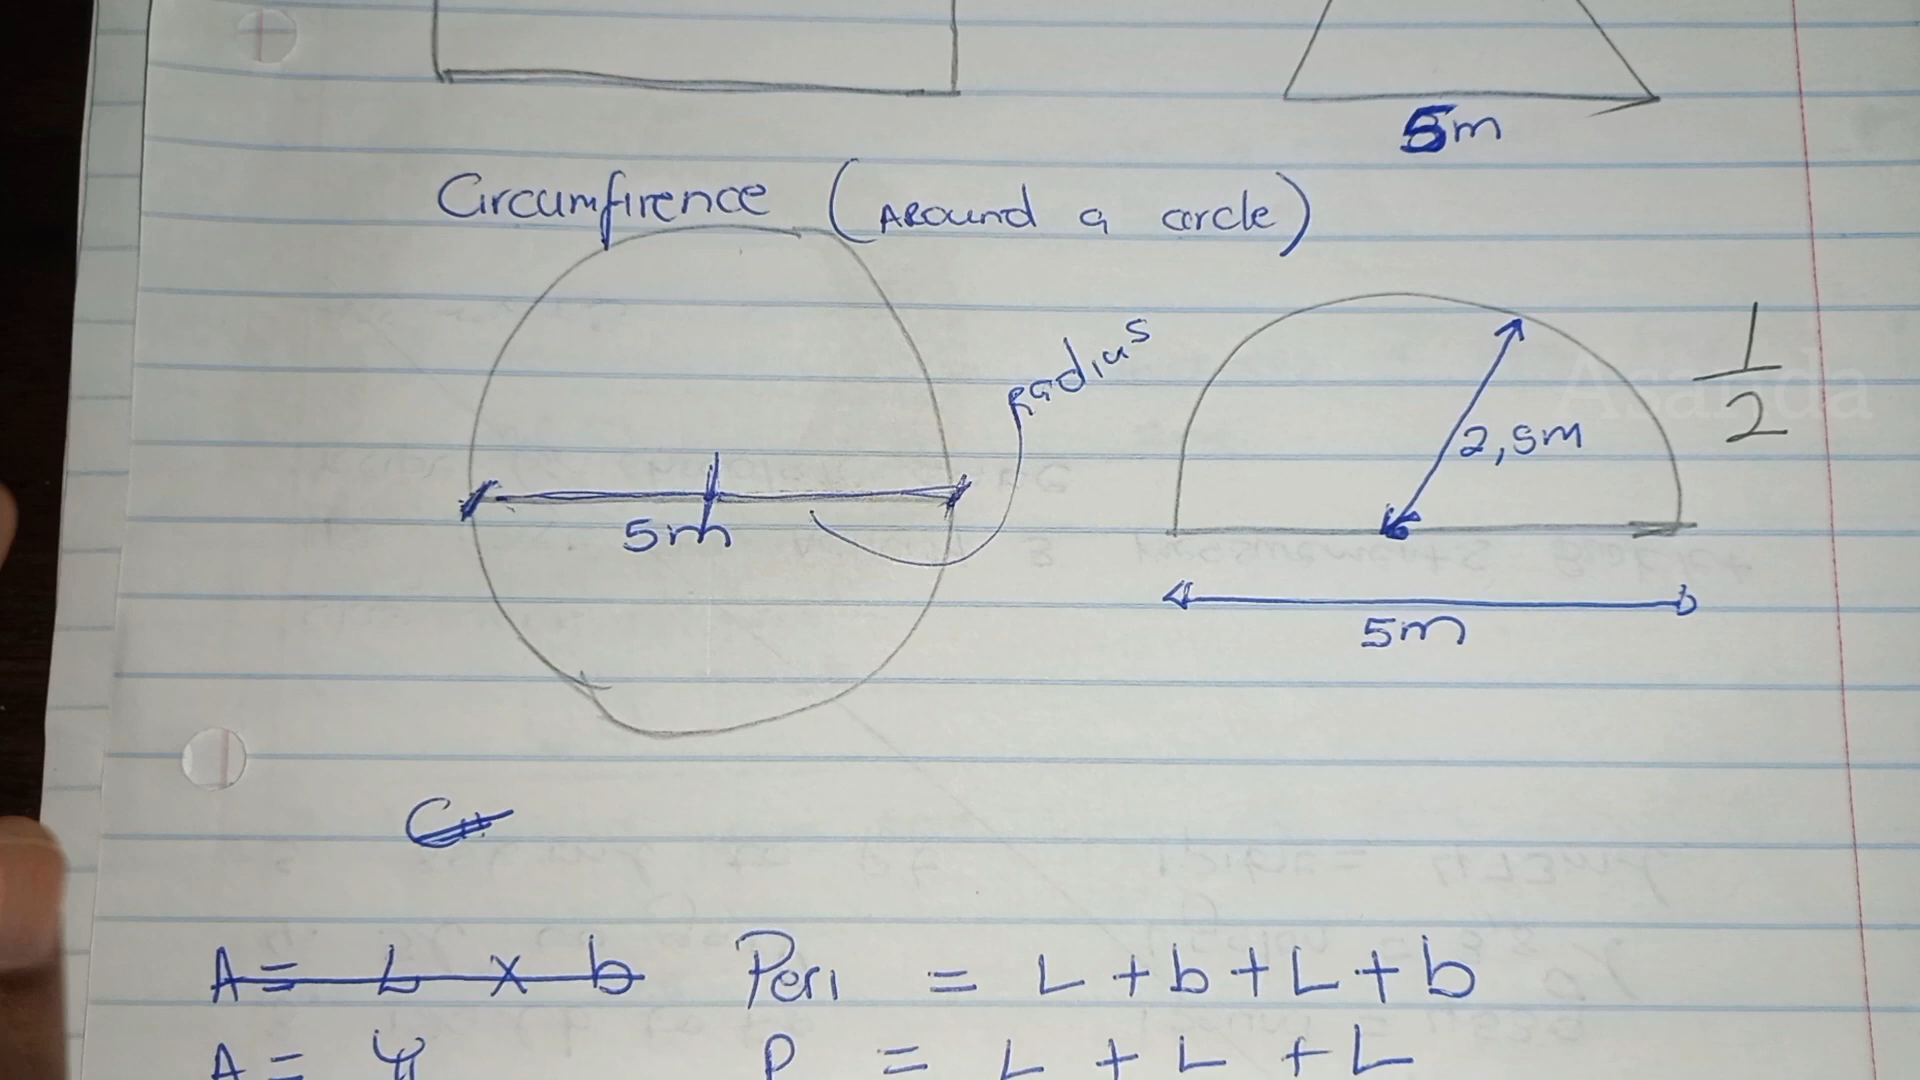 5m
Circumfirence (Around a circle)
radius
1/2
2,5m
5m
5m
A = L x b Peri = L + b + L + b
P = L + L + L